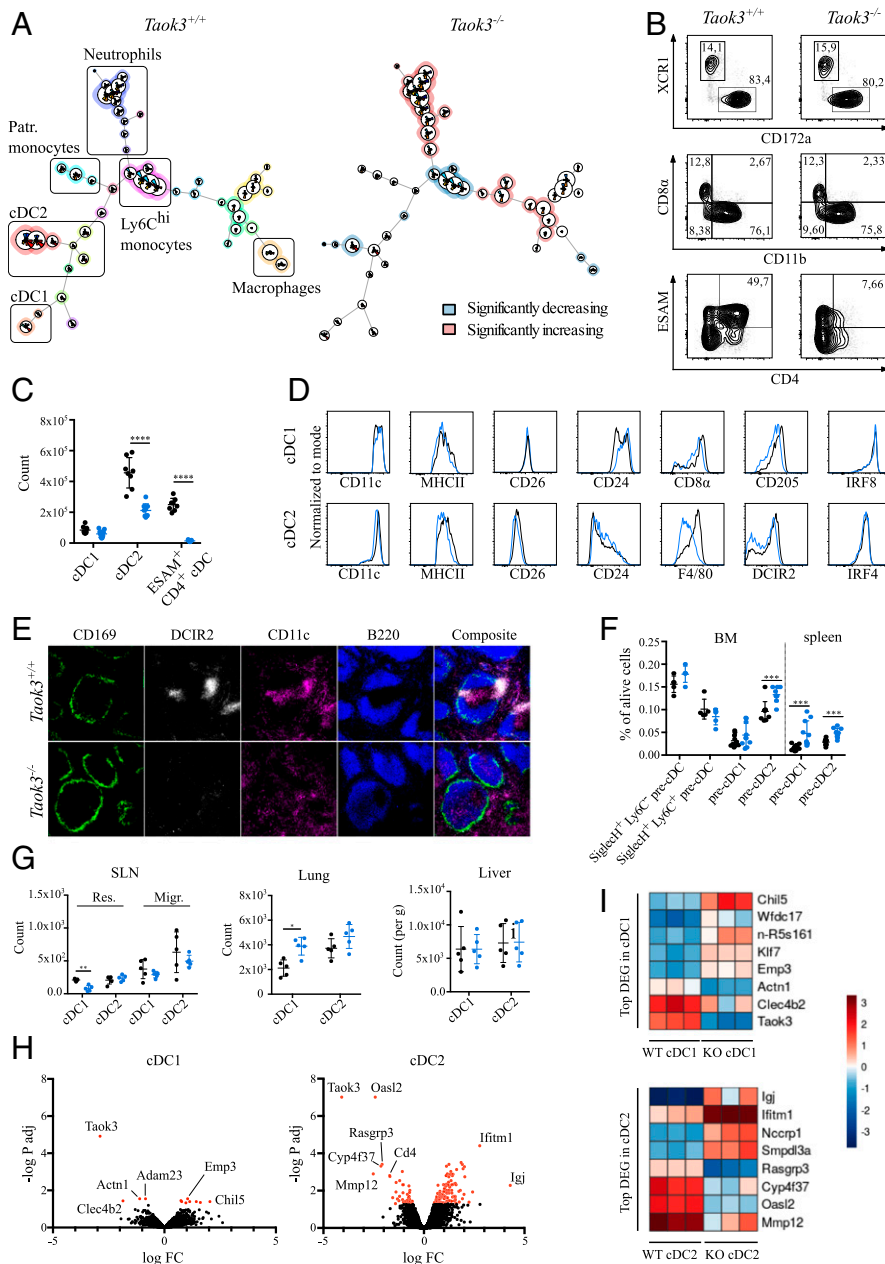 A
Taok3+/+
Taok3-/-
Neutrophils
Patr.
monocytes
cDC2
Ly6Chi
monocytes
cDC1
Macrophages
Significantly decreasing
Significantly increasing
B
Taok3+/+
Taok3-/-
XCR1
14,1
83,4
15,9
80,2
CD172a
CD8α
12,8
2,67
8,38
76,1
12,3
2,33
9,60
75,8
CD11b
ESAM
49,7
7,66
CD4
C
Count
8x10⁵
6x10⁵
4x10⁵
2x10⁵
0
****
****
cDC1
cDC2
ESAM+
CD4+ cDC
D
Normalized to mode
cDC1
CD11c
MHCII
CD26
CD24
CD8α
CD205
IRF8
cDC2
CD11c
MHCII
CD26
CD24
F4/80
DCIR2
IRF4
E
CD169
DCIR2
CD11c
B220
Composite
Taok3+/+
Taok3-/-
F
BM
spleen
% of alive cells
0.25
0.20
0.15
0.10
0.05
0.00
***
***
***
SiglecH+ Ly6C- pre-cDC
SiglecH+ Ly6C+ pre-cDC
pre-cDC1
pre-cDC2
pre-cDC1
pre-cDC2
G
SLN
Res.
Migr.
Count
1.5x10³
1.0x10³
5.0x10²
0
**
cDC1
cDC2
cDC1
cDC2
Lung
Count
8x10³
6x10³
4x10³
2x10³
0
*
cDC1
cDC2
Liver
Count (per g)
1.5x10⁴
1.0x10⁴
5.0x10³
0
1
cDC1
cDC2
H
cDC1
-log P adj
8
6
4
2
0
Taok3
Actn1
Adam23
Clec4b2
Emp3
Chil5
-5
0
5
log FC
cDC2
-log P adj
8
6
4
2
0
Taok3
Oasl2
Rasgrp3
Cyp4f37
Cd4
Mmp12
Ifitm1
Igj
-5
0
5
log FC
I
Top DEG in cDC1
Chil5
Wfdc17
n-R5s161
Klf7
Emp3
Actn1
Clec4b2
Taok3
WT cDC1
KO cDC1
Top DEG in cDC2
Igj
Ifitm1
Nccrp1
Smpdl3a
Rasgrp3
Cyp4f37
Oasl2
Mmp12
WT cDC2
KO cDC2
3
2
1
0
-1
-2
-3